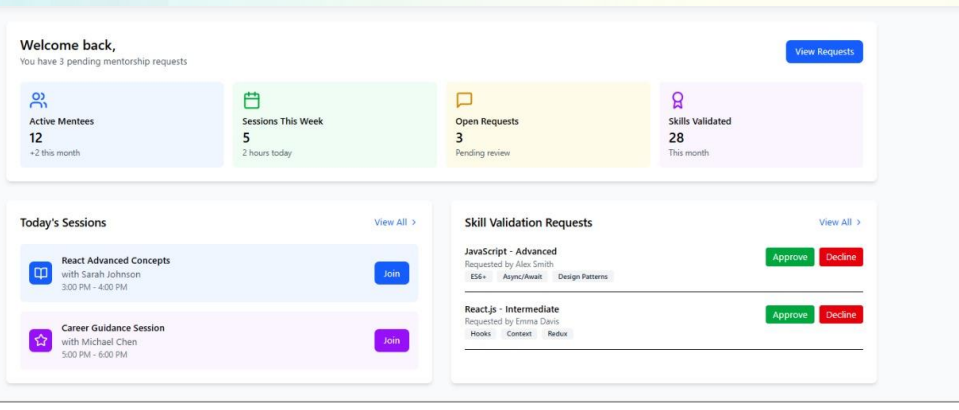 Welcome back,
You have 3 pending mentorship requests
View Requests
Active Mentees
12
+2 this month
Sessions This Week
5
2 hours today
Open Requests
3
Pending review
Skills Validated
28
This month
Today's Sessions
View All >
React Advanced Concepts
with Sarah Johnson
3:00 PM - 4:00 PM
Join
Career Guidance Session
with Michael Chen
5:00 PM - 6:00 PM
Join
Skill Validation Requests
View All >
JavaScript - Advanced
Requested by Alex Smith
ES6+ Async/Await Design Patterns
Approve Decline
React.js - Intermediate
Requested by Emma Davis
Hooks Context Redux
Approve Decline